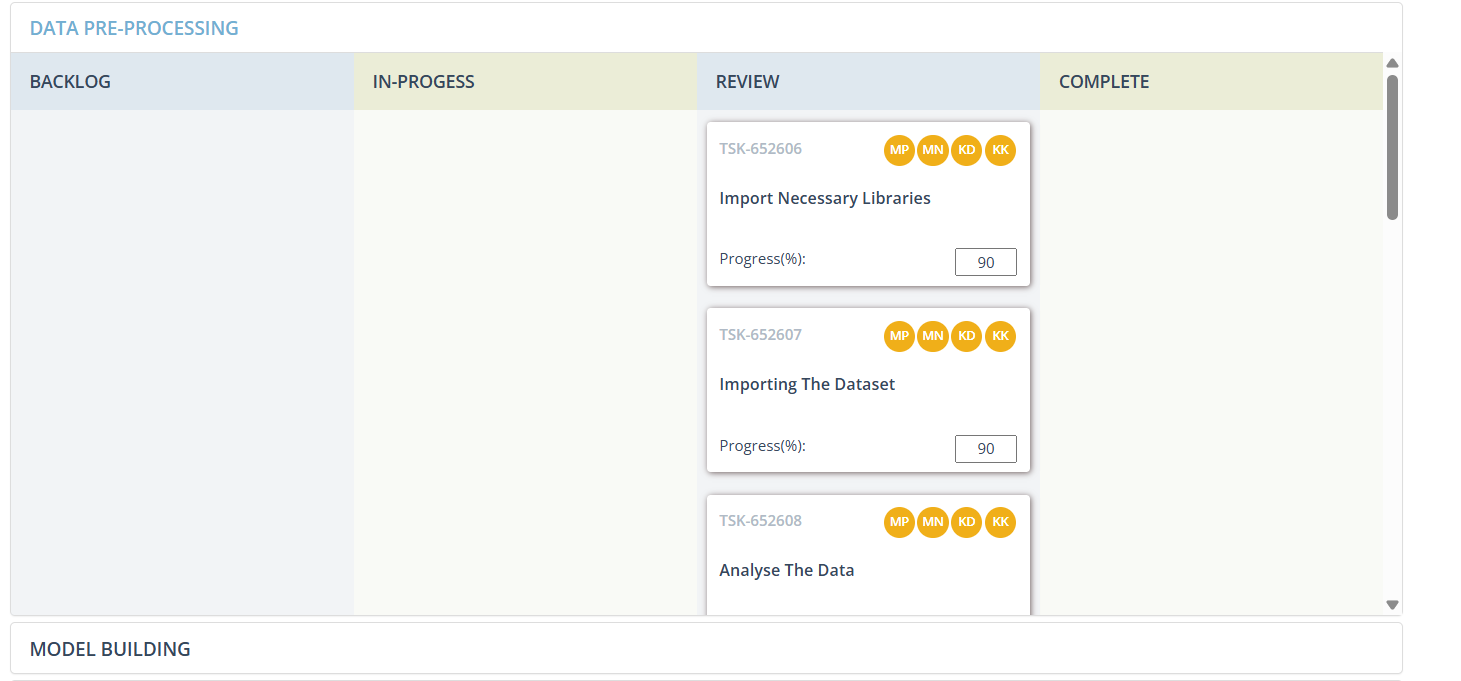 DATA PRE-PROCESSING
BACKLOG IN-PROGESS REVIEW COMPLETE
TSK-652606 MP MN KD KK
Import Necessary Libraries
Progress(%): 90
TSK-652607 MP MN KD KK
Importing The Dataset
Progress(%): 90
TSK-652608 MP MN KD KK
Analyse The Data
MODEL BUILDING